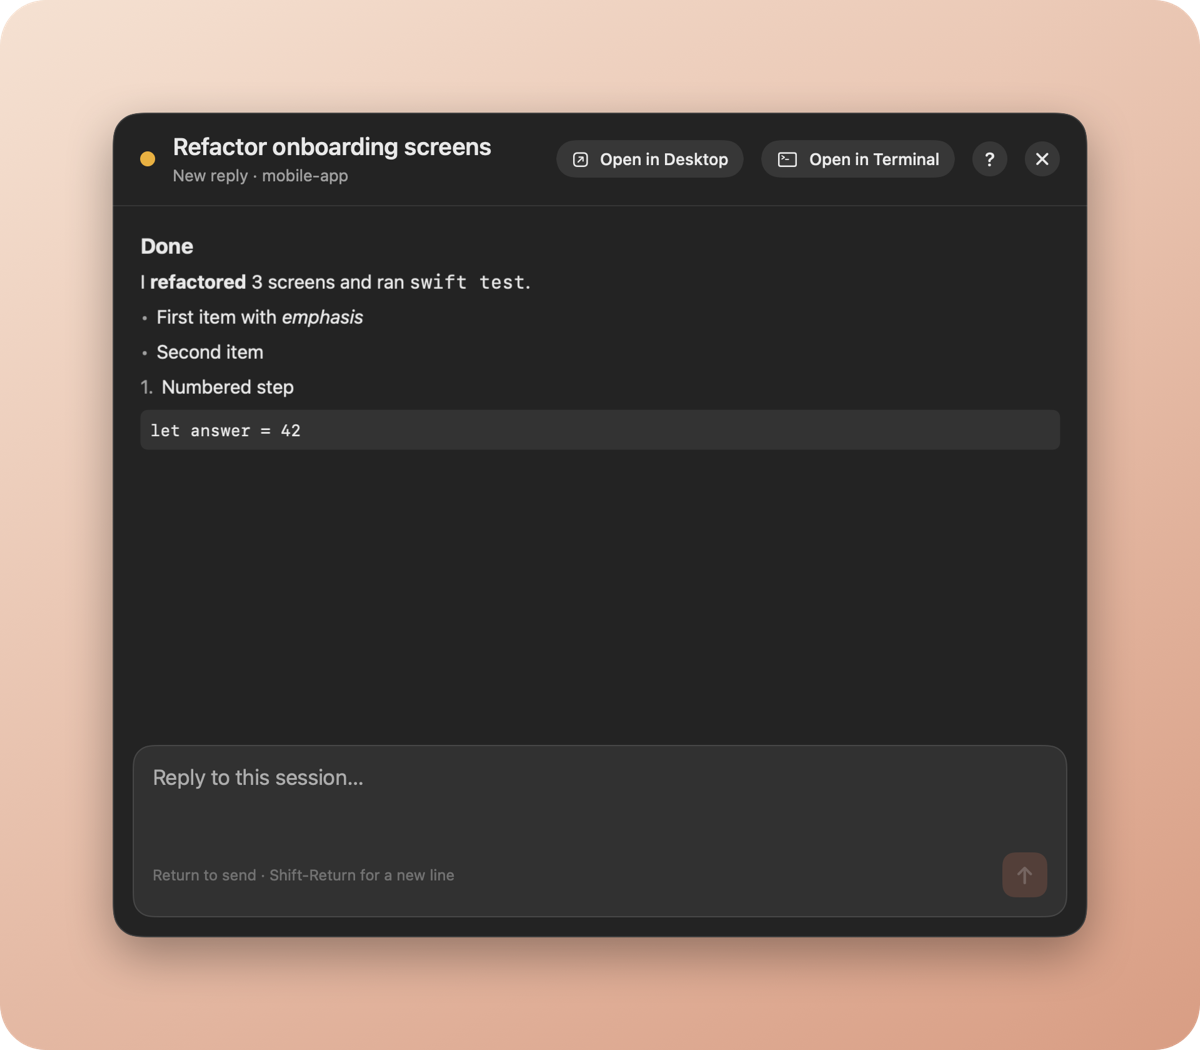 Refactor onboarding screens
New reply · mobile-app
Open in Desktop
Open in Terminal
?
Done
I refactored 3 screens and ran swift test.
• First item with emphasis
• Second item
1. Numbered step
let answer = 42
Reply to this session...
Return to send · Shift-Return for a new line